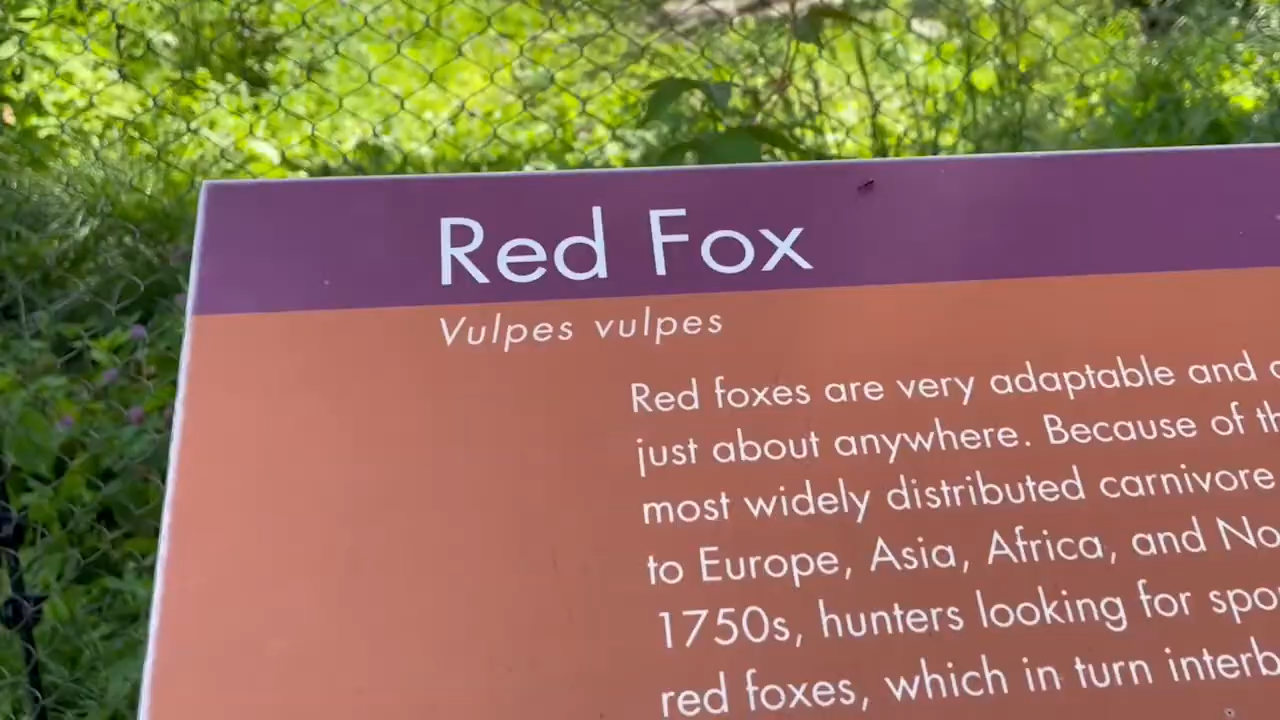 Red Fox
Vulpes vulpes
Red foxes are very adaptable and
just about anywhere. Because of
most widely distributed carnivore
to Europe, Asia, Africa, and
1750s, hunters looking for
red foxes, which in turn